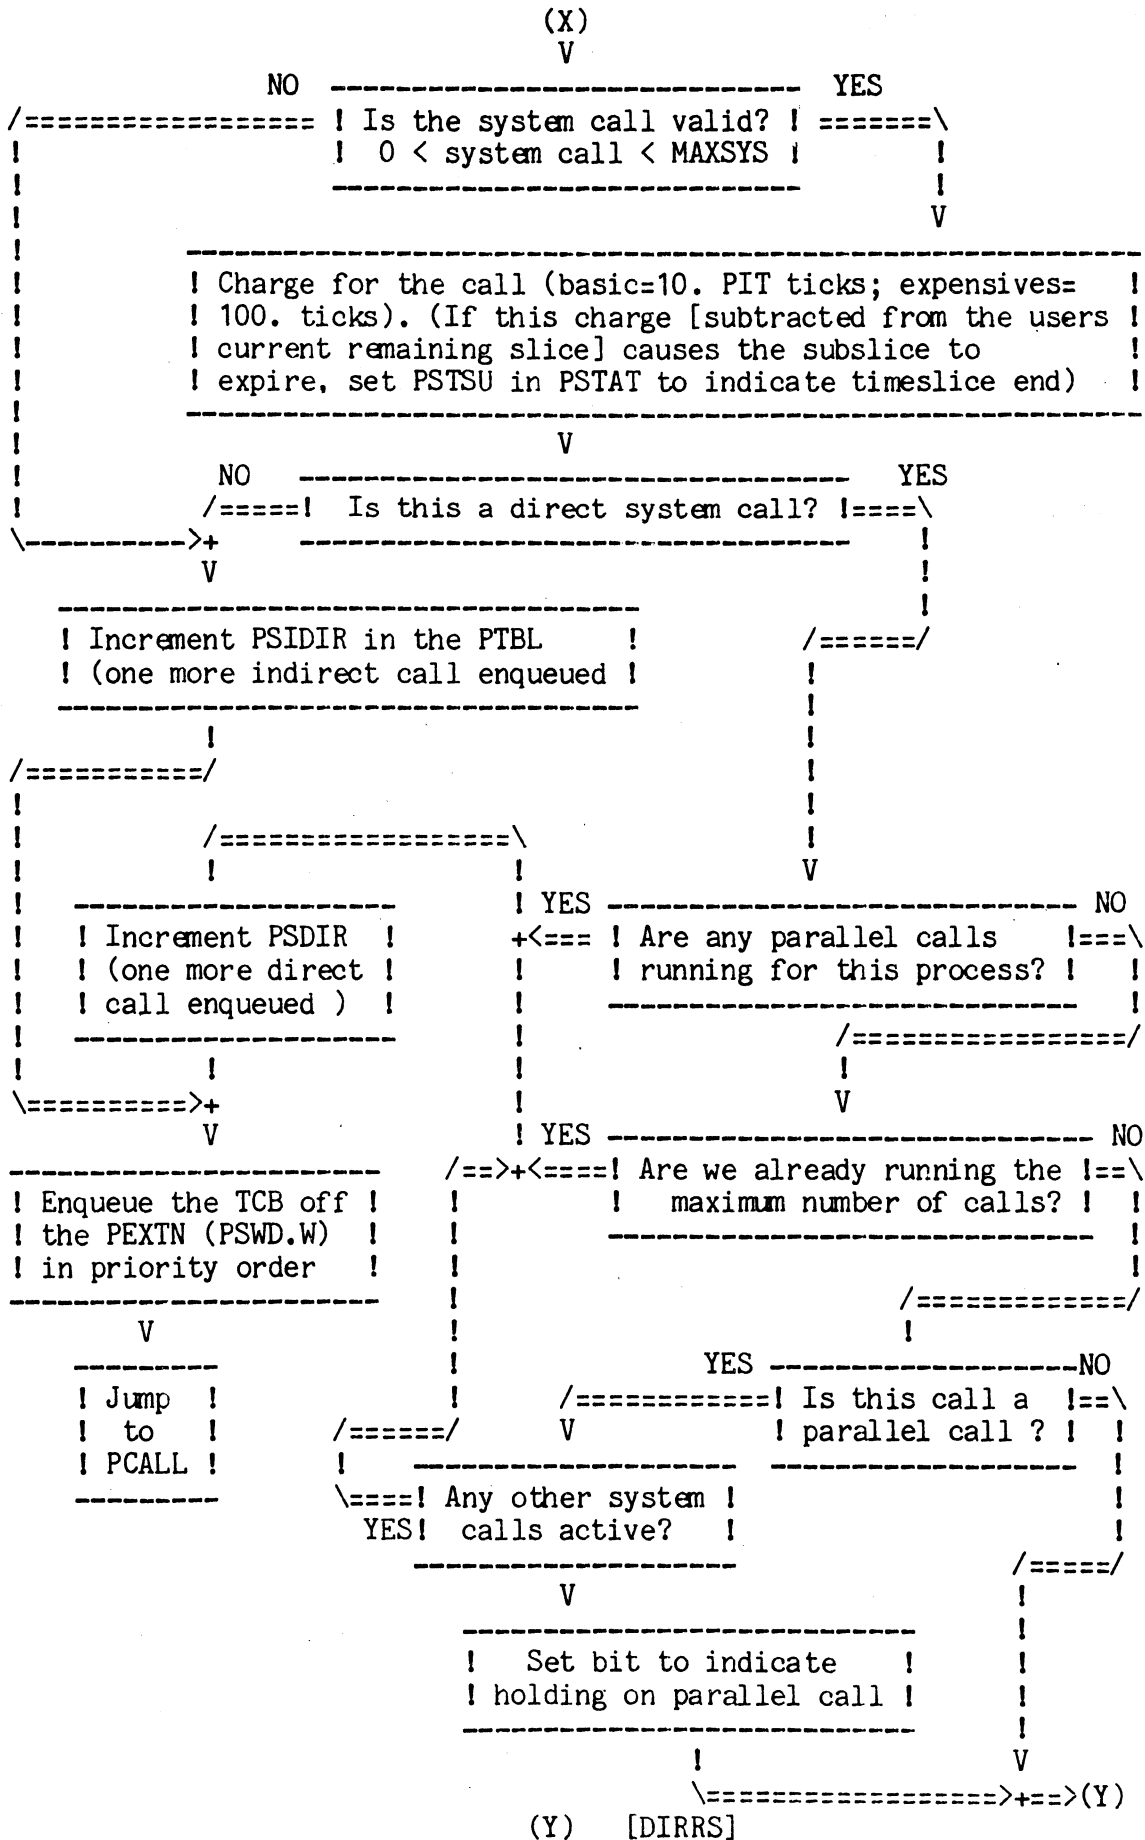 (X)
V
NO ----------------------------- YES
/================== ! Is the system call valid? ! =======\
! ! 0 < system call < MAXSYS ! !
! ----------------------------- !
! V
! -----------------------------------------------------------
! ! Charge for the call (basic=10. PIT ticks; expensives= !
! ! 100. ticks). (If this charge [subtracted from the users !
! ! current remaining slice] causes the subslice to !
! ! expire, set PSTSU in PSTAT to indicate timeslice end) !
! -----------------------------------------------------------
! V
! NO ---------------------------------- YES
! /=====! Is this a direct system call? !====\
\---------->+ ---------------------------------- !
V !
------------------------------------ !
! Increment PSIDIR in the PTBL ! /======/
! (one more indirect call enqueued ! !
------------------------------------ !
! !
/===========/ !
! !
! /==================\ !
! ! ! V
! -------------------- ! YES ----------------------------- NO
! ! Increment PSDIR ! +<=== ! Are any parallel calls !===\
! ! (one more direct ! ! ! running for this process? ! !
! ! call enqueued ) ! ! ----------------------------- !
! -------------------- ! /=================/
! ! ! !
\==========>+ ! V
V ! YES ------------------------------ NO
----------------------- /==>+<====! Are we already running the !==\
! Enqueue the TCB off ! ! ! maximum number of calls? ! !
! the PEXTN (PSWD.W) ! ! ------------------------------ !
! in priority order ! ! !
----------------------- ! /=============/
V ! !
--------- ! YES -------------------NO
! Jump ! ! /============! Is this call a !==\
! to ! /======/ V ! parallel call ? ! !
! PCALL ! ! -------------------- ------------------- !
--------- \====! Any other system ! !
YES! calls active? ! !
-------------------- /=====/
V !
---------------------------- !
! Set bit to indicate ! !
! holding on parallel call ! !
---------------------------- !
! V
\==================>+==>(Y)
(Y) [DIRRS]